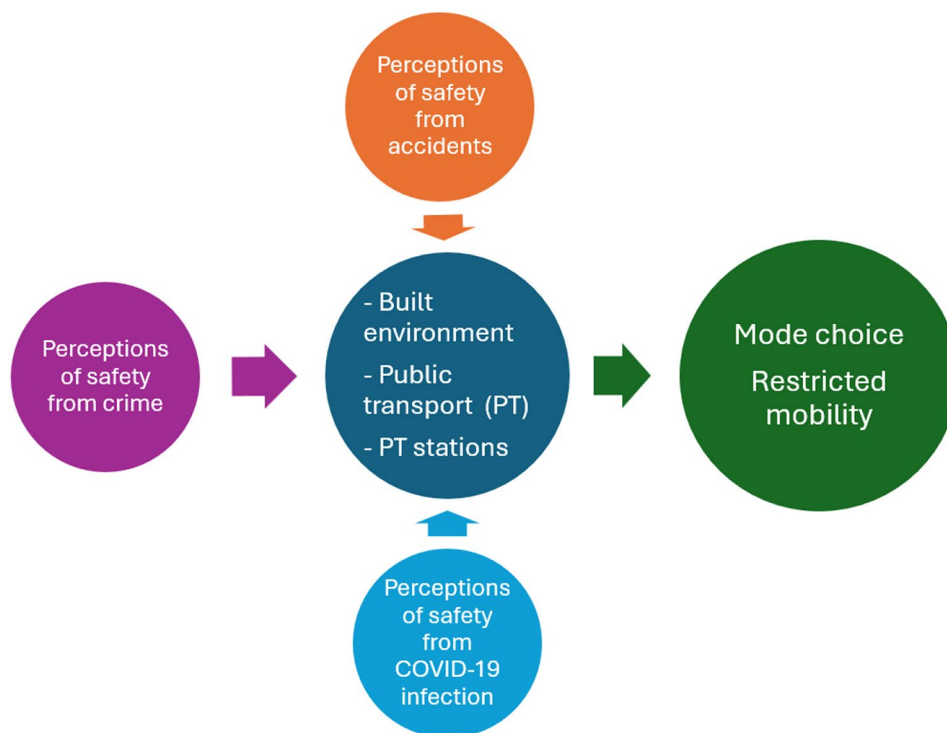 Perceptions
of safety
from
accidents
Perceptions
of safety
from crime
- Built
environment
- Public
transport (PT)
- PT stations
Mode choice
Restricted
mobility
Perceptions
of safety
from
COVID-19
infection